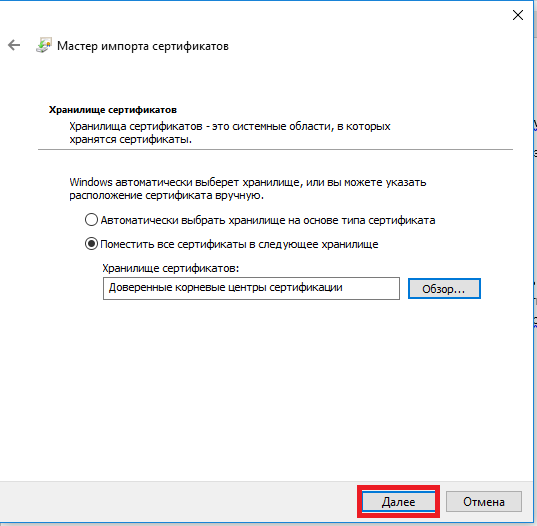 Мастер импорта сертификатов
Хранилище сертификатов
Хранилища сертификатов - это системные области, в которых
хранятся сертификаты.
Windows автоматически выберет хранилище, или вы можете указать
расположение сертификата вручную.
Автоматически выбрать хранилище на основе типа сертификата
Поместить все сертификаты в следующее хранилище
Хранилище сертификатов:
Доверенные корневые центры сертификации
Обзор...
Далее
Отмена